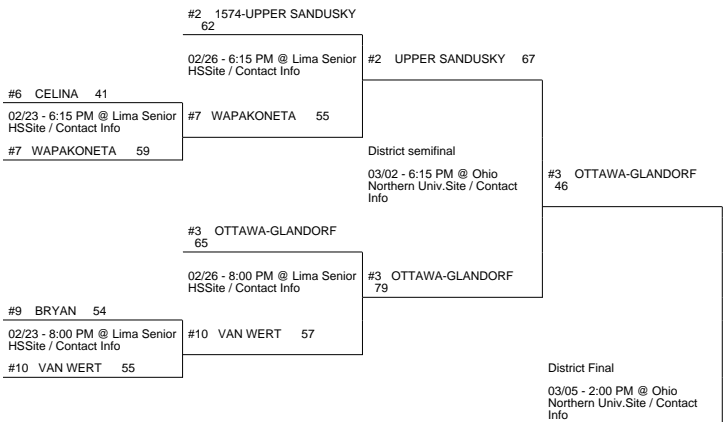 #2 1574-UPPER SANDUSKY
62
02/26 - 6:15 PM @ Lima Senior
HSSite / Contact Info
#2 UPPER SANDUSKY 67
#6 CELINA 41
02/23 - 6:15 PM @ Lima Senior
HSSite / Contact Info
#7 WAPAKONETA 55
#7 WAPAKONETA 59
District semifinal
03/02 - 6:15 PM @ Ohio
Northern Univ.Site / Contact
Info
#3 OTTAWA-GLANDORF
46
#3 OTTAWA-GLANDORF
65
02/26 - 8:00 PM @ Lima Senior
HSSite / Contact Info
#3 OTTAWA-GLANDORF
79
#9 BRYAN 54
02/23 - 8:00 PM @ Lima Senior
HSSite / Contact Info
#10 VAN WERT 57
#10 VAN WERT 55
District Final
03/05 - 2:00 PM @ Ohio
Northern Univ.Site / Contact
Info